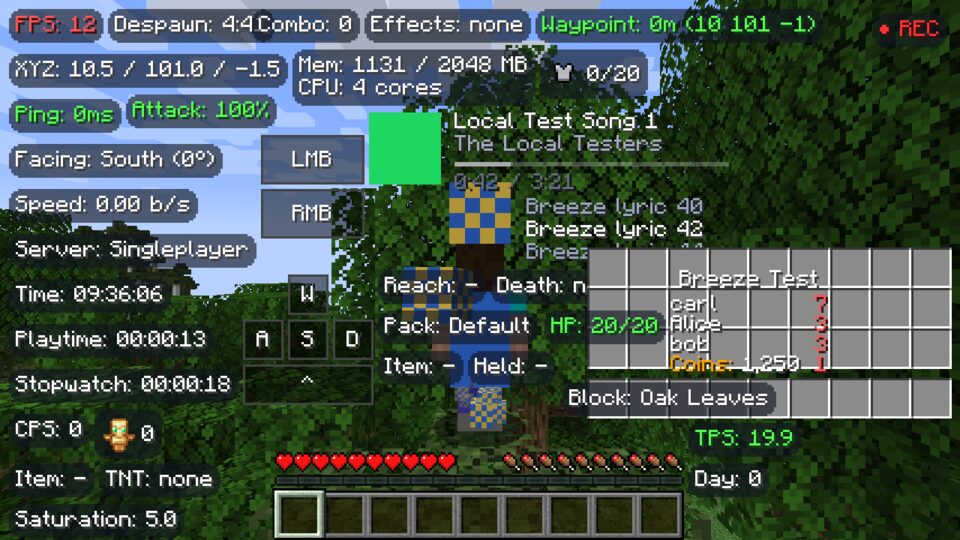 FPS: 12
Despawn: 4:4
Combo: 0
Effects: none
Waypoint: 0m (10 101 -1)
REC
XYZ: 10.5 / 101.0 / -1.5
Mem: 1131 / 2048 MB
CPU: 4 cores
0/20
Ping: 0ms
Attack: 100%
Local Test Song 1
The Local Testers
0:42 / 3:21
Facing: South (0°)
LMB
Speed: 0.00 b/s
RMB
Breeze lyric 40
Breeze lyric 42
Breeze lyric
Server: Singleplayer
Reach: -
Death: n
Breeze Test
Time: 09:36:06
W
carl 7
Alice 3
bob 3
Coins: 1,250 1
Pack: Default
HP: 20/20
Playtime: 00:00:13
A
S
D
Item: -
Held: -
Stopwatch: 00:00:18
^
Block: Oak Leaves
CPS: 0
0
TPS: 19.9
Item: -
TNT: none
Day: 0
Saturation: 5.0